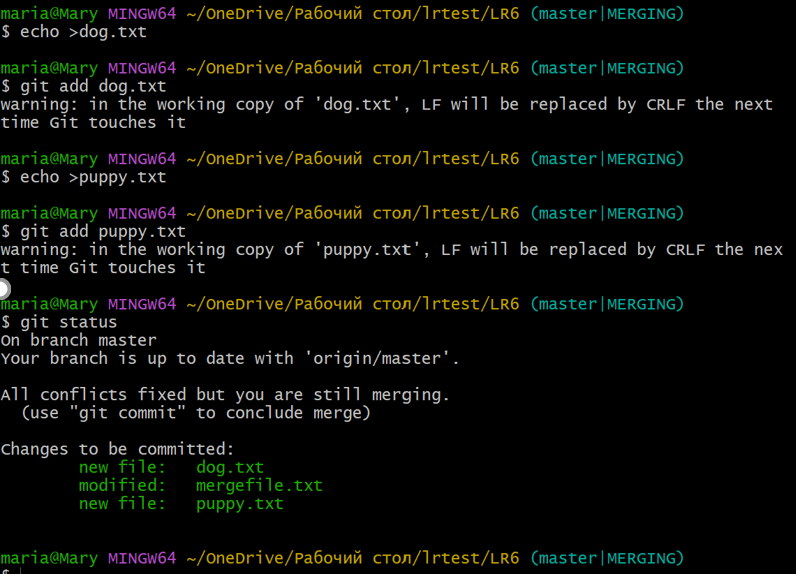 maria@Mary MINGW64 ~/OneDrive/Рабочий стол/lrtest/LR6 (master|MERGING)
$ echo >dog.txt
maria@Mary MINGW64 ~/OneDrive/Рабочий стол/lrtest/LR6 (master|MERGING)
$ git add dog.txt
warning: in the working copy of 'dog.txt', LF will be replaced by CRLF the next
time Git touches it
maria@Mary MINGW64 ~/OneDrive/Рабочий стол/lrtest/LR6 (master|MERGING)
$ echo >puppy.txt
maria@Mary MINGW64 ~/OneDrive/Рабочий стол/lrtest/LR6 (master|MERGING)
$ git add puppy.txt
warning: in the working copy of 'puppy.txt', LF will be replaced by CRLF the nex
t time Git touches it
maria@Mary MINGW64 ~/OneDrive/Рабочий стол/lrtest/LR6 (master|MERGING)
$ git status
On branch master
Your branch is up to date with 'origin/master'.
All conflicts fixed but you are still merging.
  (use "git commit" to conclude merge)
Changes to be committed:
        new file:   dog.txt
        modified:   mergefile.txt
        new file:   puppy.txt
maria@Mary MINGW64 ~/OneDrive/Рабочий стол/lrtest/LR6 (master|MERGING)
$